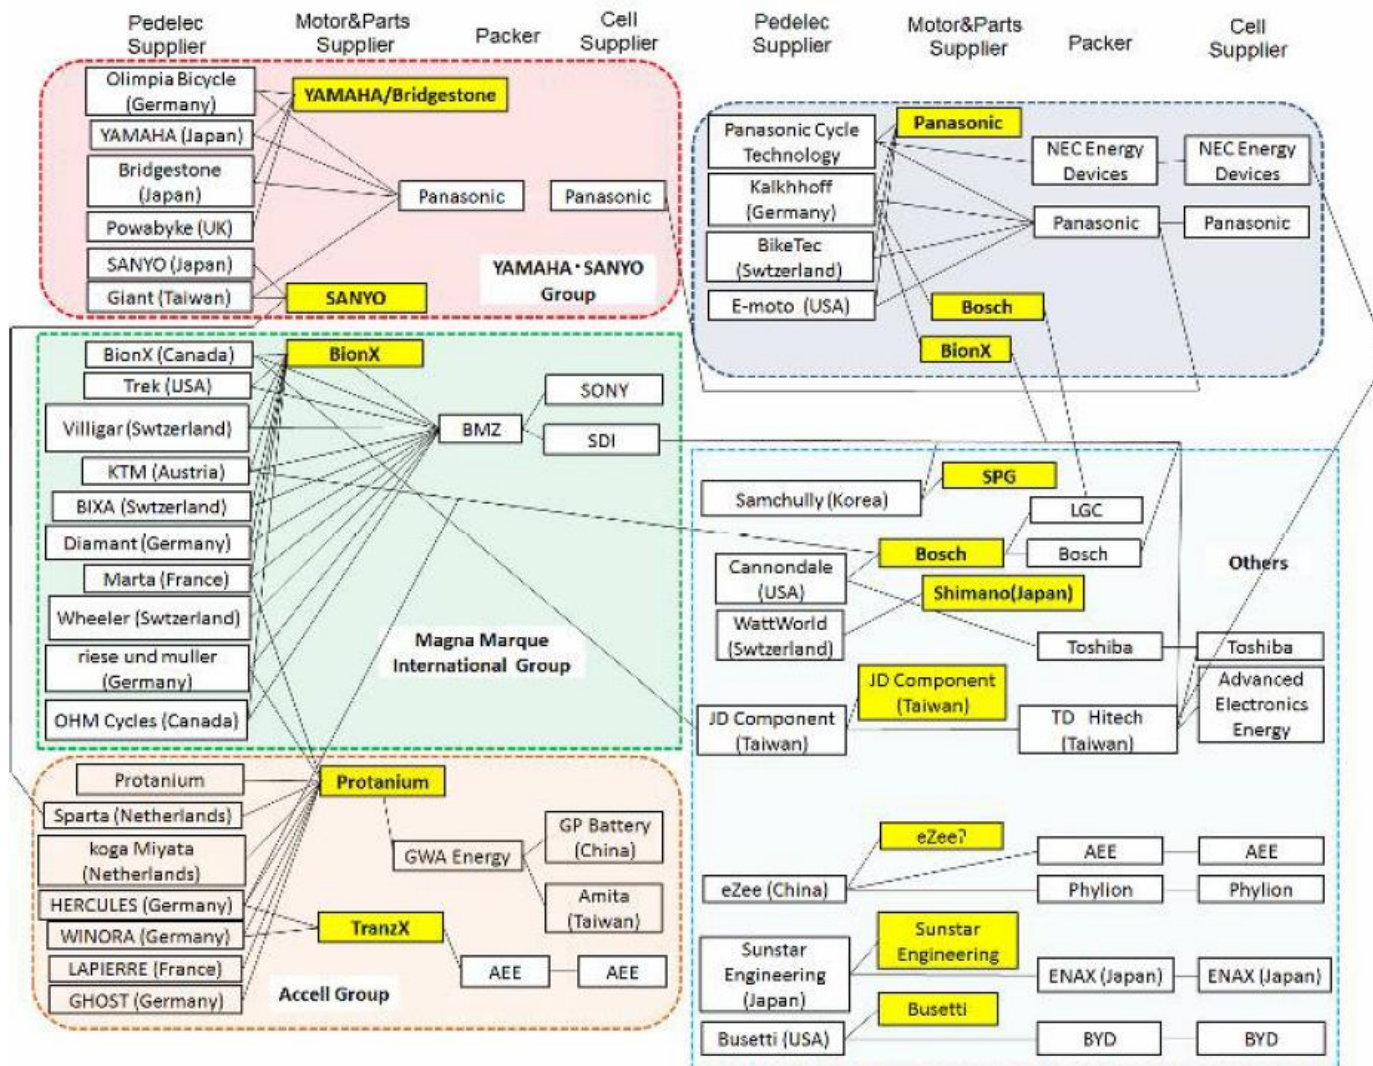 Pedelec
Supplier
Motor&Parts
Supplier
Packer
Cell
Supplier
Olimpia Bicycle
(Germany)
YAMAHA/Bridgestone
YAMAHA (Japan)
Bridgestone
(Japan)
Panasonic
Panasonic
Powabyke (UK)
SANYO (Japan)
Giant (Taiwan)
SANYO
YAMAHA・SANYO
Group
BionX (Canada)
BionX
Trek (USA)
SONY
Villigar (Swtzerland)
BMZ
SDI
KTM (Austria)
BIXA (Swtzerland)
Diamant (Germany)
Marta (France)
Wheeler (Swtzerland)
Magna Marque
International Group
riese und muller
(Germany)
OHM Cycles (Canada)
Protanium
Protanium
Sparta (Netherlands)
koga Miyata
(Netherlands)
GWA Energy
GP Battery
(China)
Amita
(Taiwan)
HERCULES (Germany)
WINORA (Germany)
TranzX
LAPIERRE (France)
AEE
AEE
GHOST (Germany)
Accell Group
Pedelec
Supplier
Motor&Parts
Supplier
Packer
Cell
Supplier
Panasonic Cycle
Technology
Panasonic
NEC Energy
Devices
NEC Energy
Devices
Kalkhhoff
(Germany)
Panasonic
Panasonic
BikeTec
(Swtzerland)
E-moto (USA)
Bosch
BionX
SPG
Samchully (Korea)
LGC
Bosch
Bosch
Others
Cannondale
(USA)
Shimano(Japan)
WattWorld
(Swtzerland)
Toshiba
Toshiba
JD Component
(Taiwan)
Advanced
Electronics
Energy
JD Component
(Taiwan)
TD Hitech
(Taiwan)
eZee?
AEE
AEE
eZee (China)
Phylion
Phylion
Sunstar
Engineering
Sunstar
Engineering
(Japan)
ENAX (Japan)
ENAX (Japan)
Busetti
Busetti (USA)
BYD
BYD